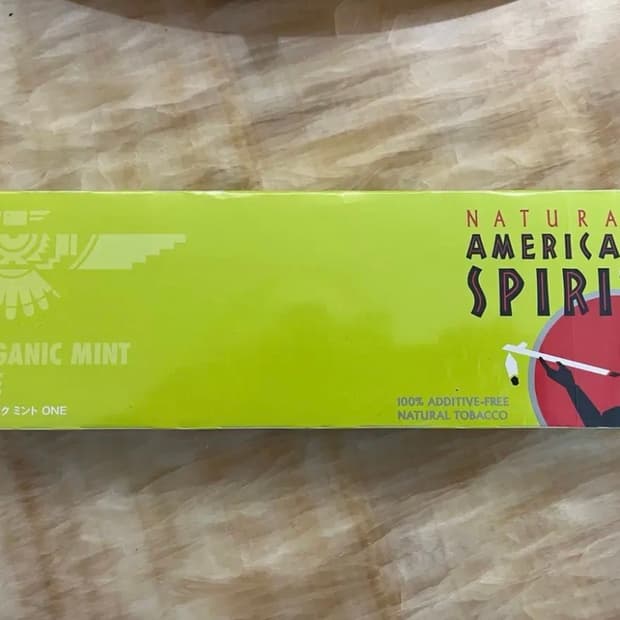 NATURA
AMERICA
SPIRI
GANIC MINT
E
ク ミント ONE
100% ADDITIVE-FREE
NATURAL TOBACCO